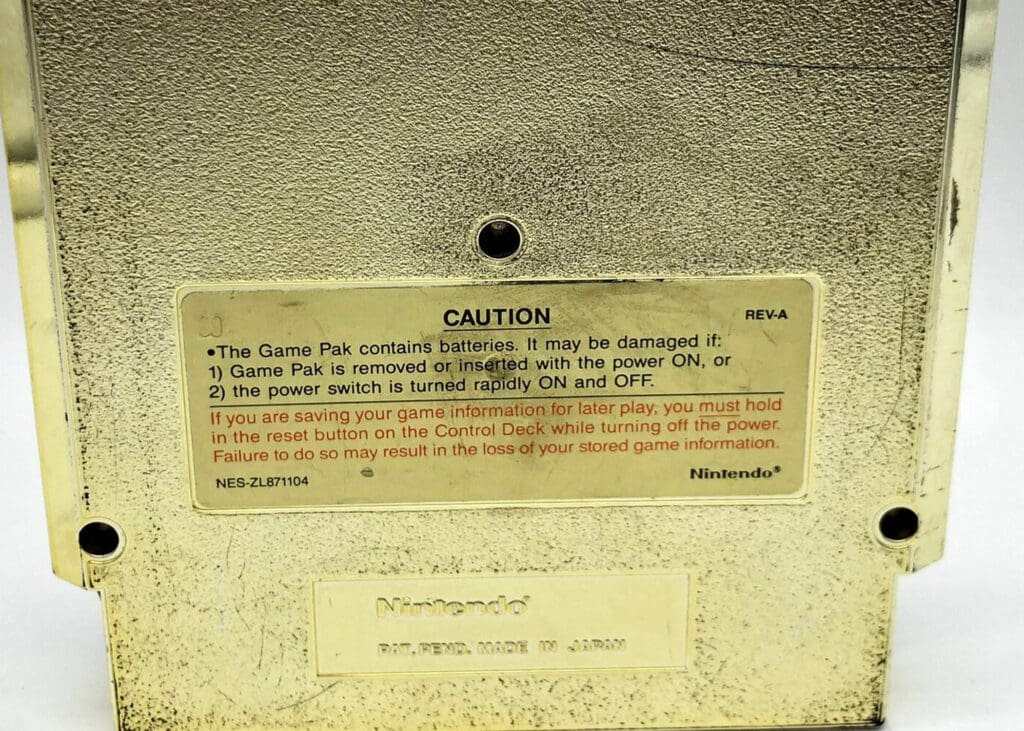 CAUTION
REV-A
•The Game Pak contains batteries. It may be damaged if:
1) Game Pak is removed or inserted with the power ON, or
2) the power switch is turned rapidly ON and OFF.
If you are saving your game information for later play, you must hold
in the reset button on the Control Deck while turning off the power.
Failure to do so may result in the loss of your stored game information.
NES-ZL871104
Nintendo®
Nintendo®
PAT. PEND. MADE IN JAPAN